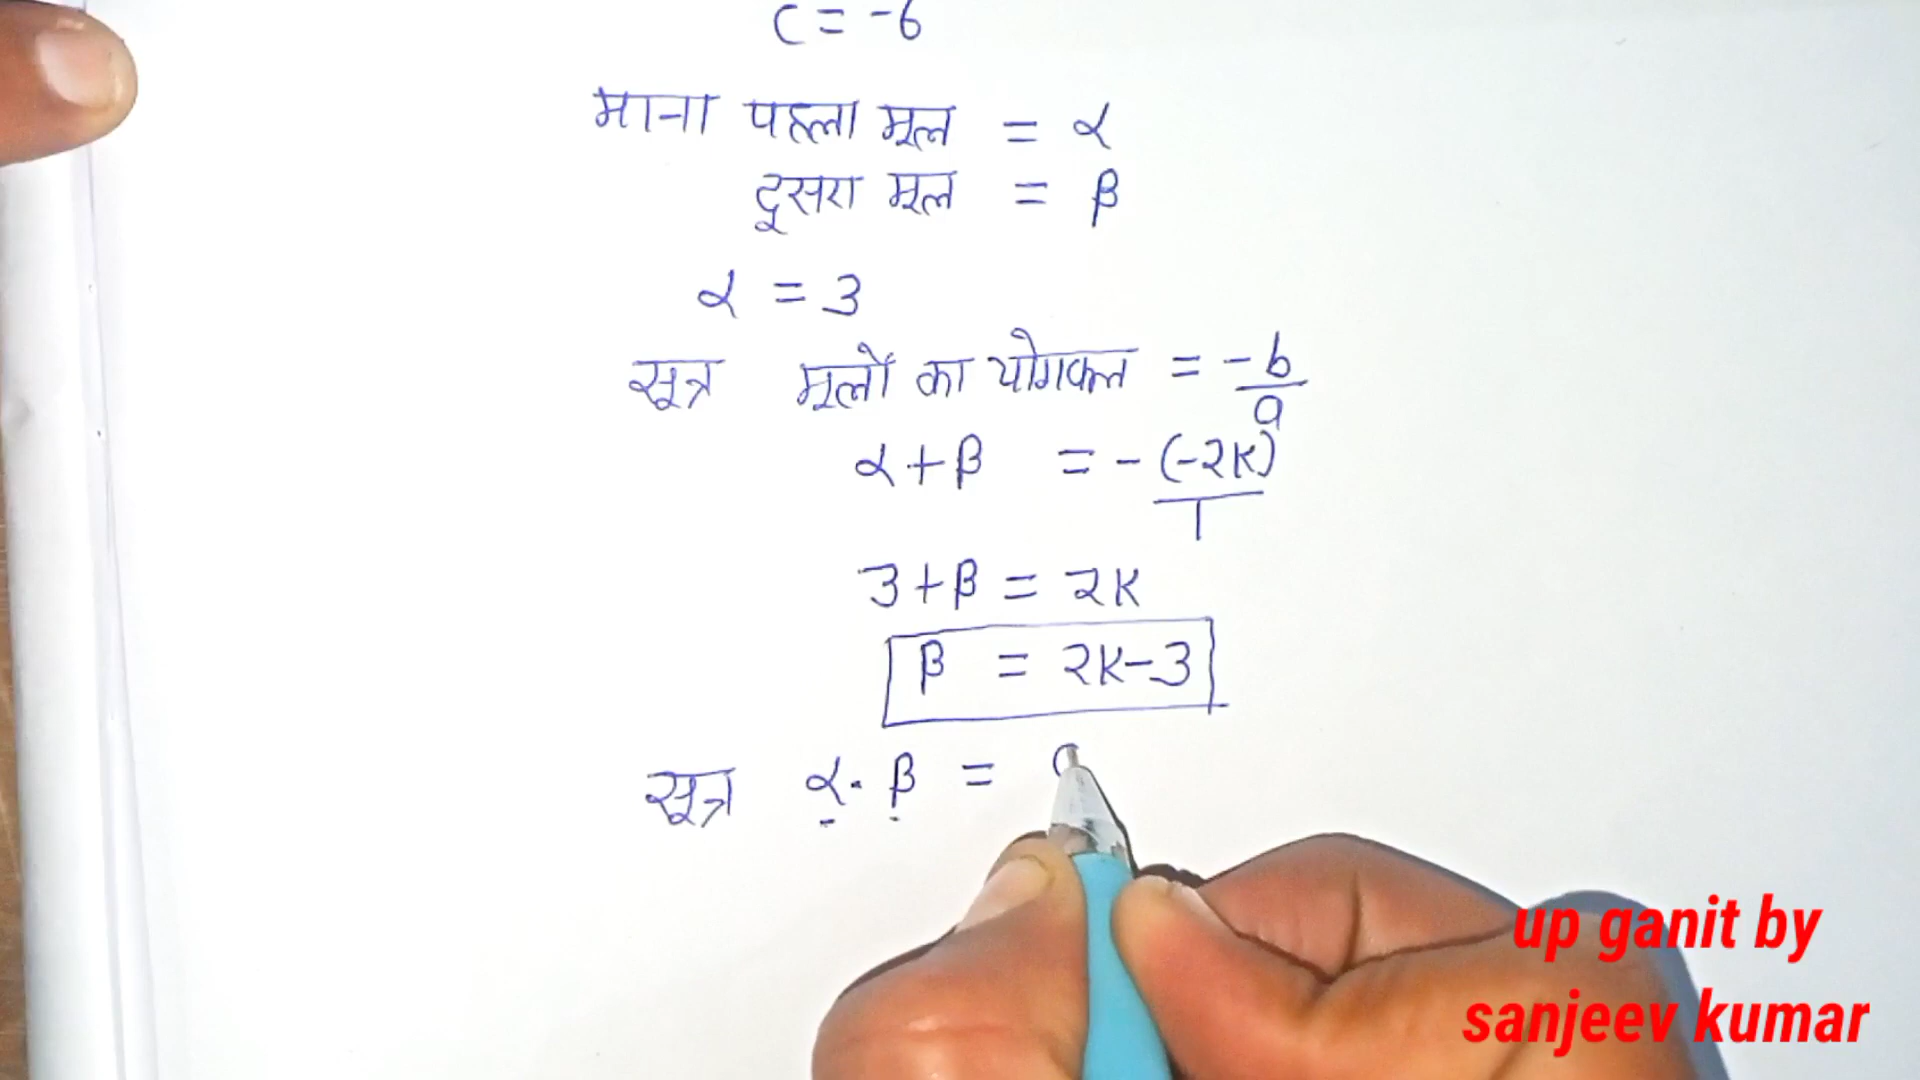 c = -6
माना पहला मूल = α
दूसरा मूल = β
α = 3
सूत्र मूलों का योगफल = -b/a
α+β = -(-2K)/1
3+β = 2K
β = 2K-3
सूत्र α.β =
up ganit by
sanjeev kumar